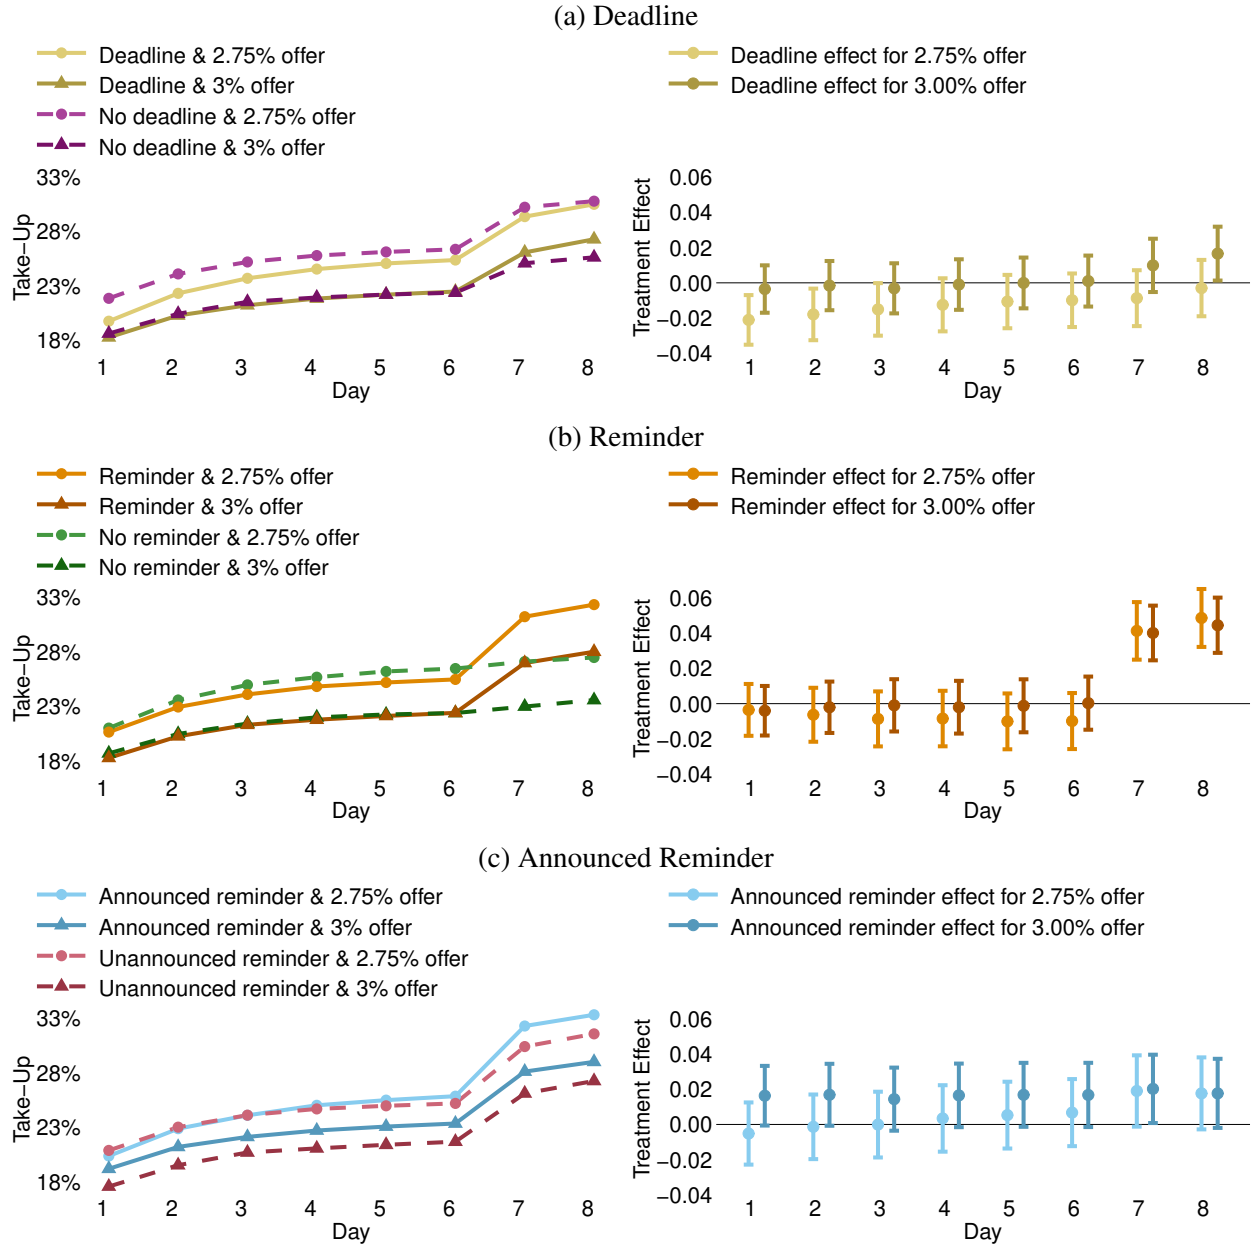 (a) Deadline
Deadline & 2.75% offer
Deadline & 3% offer
No deadline & 2.75% offer
No deadline & 3% offer
33%
28%
23%
18%
Take−Up
1 2 3 4 5 6 7 8
Day
Deadline effect for 2.75% offer
Deadline effect for 3.00% offer
0.06
0.04
0.02
0.00
−0.02
−0.04
Treatment Effect
1 2 3 4 5 6 7 8
Day
(b) Reminder
Reminder & 2.75% offer
Reminder & 3% offer
No reminder & 2.75% offer
No reminder & 3% offer
33%
28%
23%
18%
Take−Up
1 2 3 4 5 6 7 8
Day
Reminder effect for 2.75% offer
Reminder effect for 3.00% offer
0.06
0.04
0.02
0.00
−0.02
−0.04
Treatment Effect
1 2 3 4 5 6 7 8
Day
(c) Announced Reminder
Announced reminder & 2.75% offer
Announced reminder & 3% offer
Unannounced reminder & 2.75% offer
Unannounced reminder & 3% offer
33%
28%
23%
18%
Take−Up
1 2 3 4 5 6 7 8
Day
Announced reminder effect for 2.75% offer
Announced reminder effect for 3.00% offer
0.06
0.04
0.02
0.00
−0.02
−0.04
Treatment Effect
1 2 3 4 5 6 7 8
Day